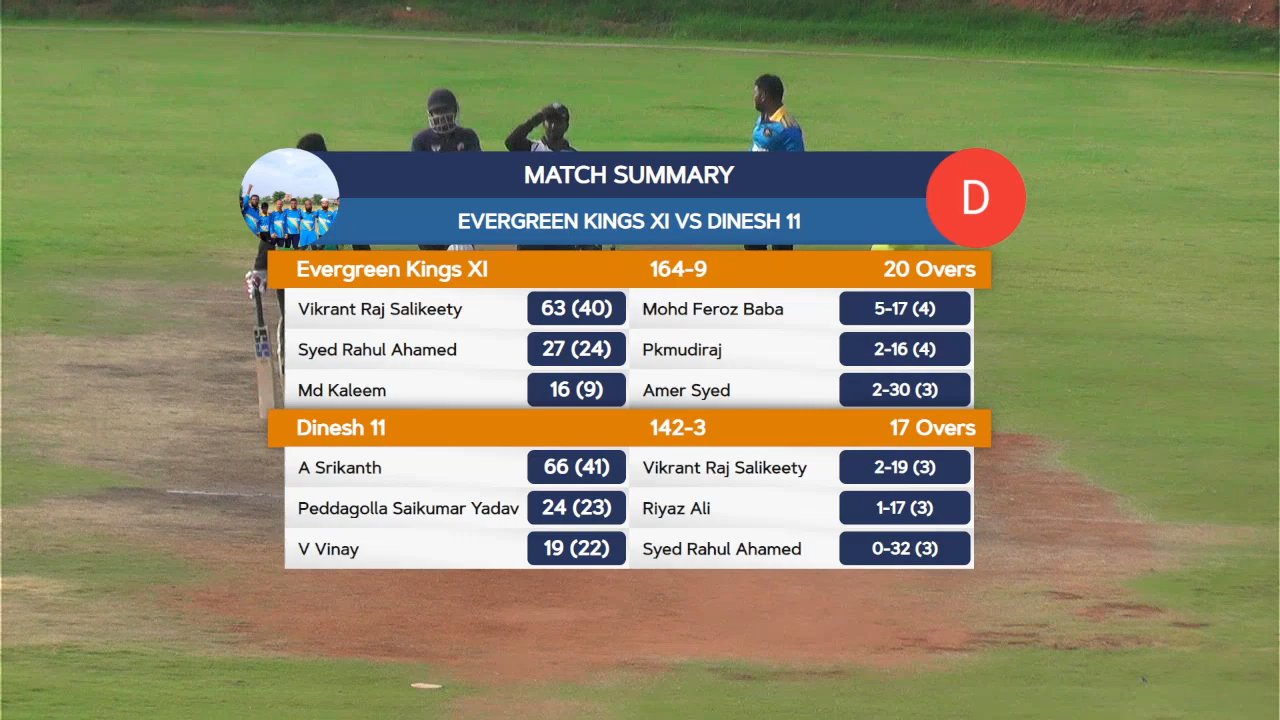 MATCH SUMMARY
D
EVERGREEN KINGS XI VS DINESH 11
Evergreen Kings XI 164-9 20 Overs
Vikrant Raj Salikeety 63 (40) Mohd Feroz Baba 5-17 (4)
Syed Rahul Ahamed 27 (24) Pkmudiraj 2-16 (4)
Md Kaleem 16 (9) Amer Syed 2-30 (3)
Dinesh 11 142-3 17 Overs
A Srikanth 66 (41) Vikrant Raj Salikeety 2-19 (3)
Peddagolla Saikumar Yadav 24 (23) Riyaz Ali 1-17 (3)
V Vinay 19 (22) Syed Rahul Ahamed 0-32 (3)